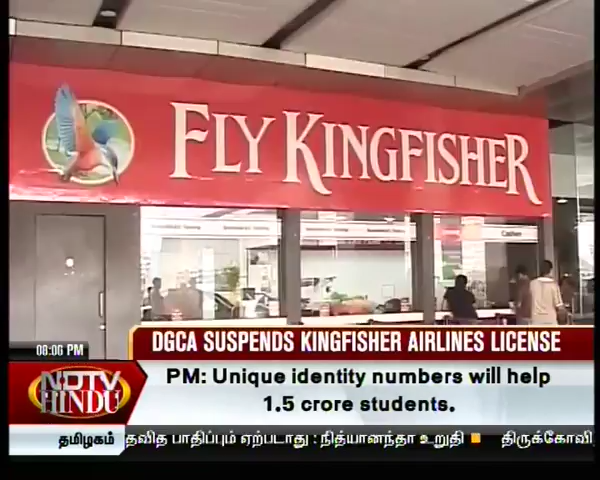 FLY KINGFISHER
Cashier
DGCA SUSPENDS KINGFISHER AIRLINES LICENSE
08:06 PM
PM: Unique identity numbers will help
1.5 crore students.
NDTV
HINDU
தமிழகம்
தவித பாதிப்பும் ஏற்படாது : நித்யானந்தா உறுதி திருக்கோவி